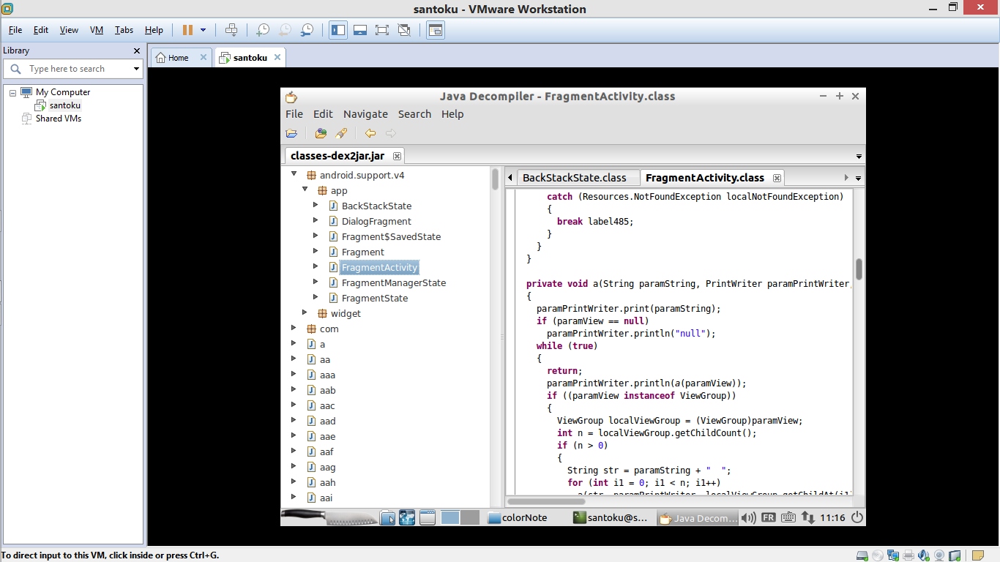 santoku - VMware Workstation
File Edit View VM Tabs Help
Library
Type here to search
Home
santoku
My Computer
santoku
Shared VMs
Java Decompiler - FragmentActivity.class
File Edit Navigate Search Help
classes-dex2jar.jar
android.support.v4
app
BackStackState
DialogFragment
Fragment$SavedState
Fragment
FragmentActivity
FragmentManagerState
FragmentState
widget
com
a
aa
aaa
aab
aac
aad
aae
aaf
aag
aah
aai
BackStackState.class
FragmentActivity.class
catch (Resources.NotFoundException localNotFoundException)
{
break label485;
}
}
}
private void a(String paramString, PrintWriter paramPrintWriter,
{
paramPrintWriter.print(paramString);
if (paramView == null)
paramPrintWriter.println("null");
while (true)
{
return;
paramPrintWriter.println(a(paramView));
if ((paramView instanceof ViewGroup))
{
ViewGroup localViewGroup = (ViewGroup)paramView;
int n = localViewGroup.getChildCount();
if (n > 0)
{
String str = paramString + "  ";
for (int i1 = 0; i1 < n; i1++)
a(str, paramPrintWriter, localViewGroup.getChildAt(i1
colorNote
santoku@s...
Java Decom...
FR
11:16
To direct input to this VM, click inside or press Ctrl+G.